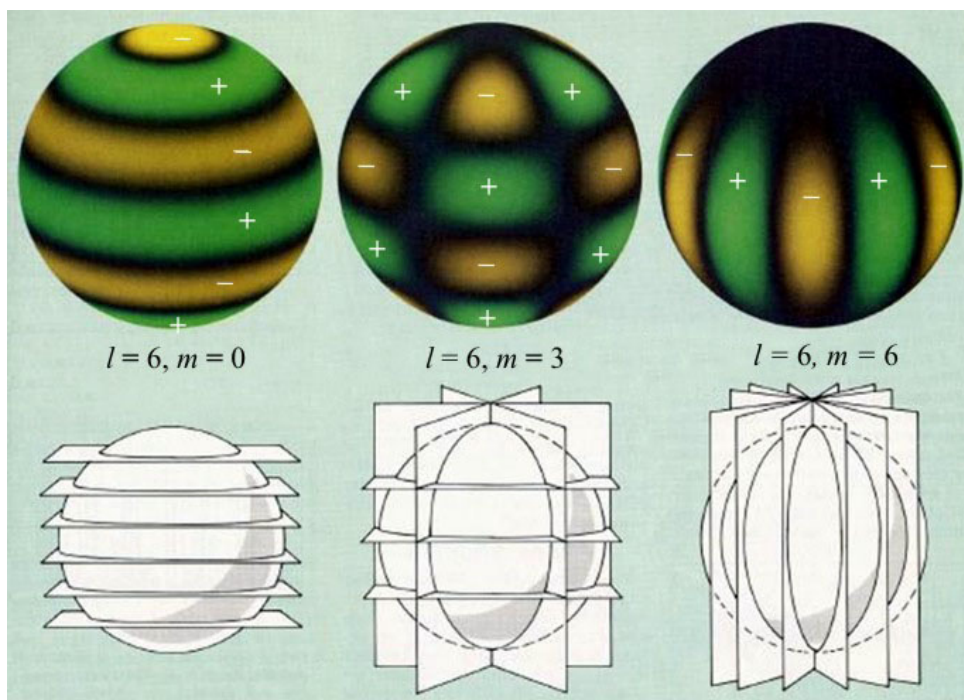 −
+
−
+
−
+
l = 6, m = 0
+ − +
− + −
+ − +
+
l = 6, m = 3
− + − + −
l = 6, m = 6